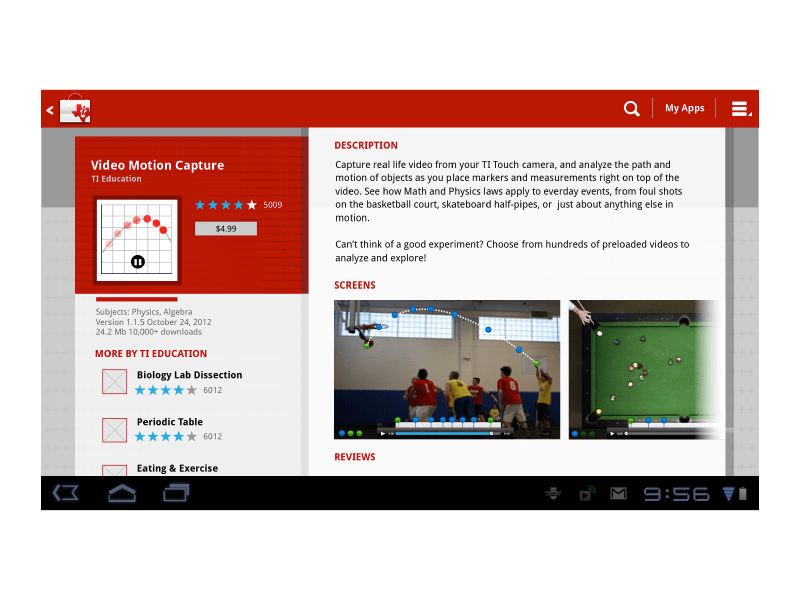 My Apps
Video Motion Capture
TI Education
5009
$4.99
Subjects: Physics, Algebra
Version 1.1.5 October 24, 2012
24.2 Mb 10,000+ downloads
MORE BY TI EDUCATION
Biology Lab Dissection
6012
Periodic Table
6012
Eating & Exercise
DESCRIPTION
Capture real life video from your TI Touch camera, and analyze the path and
motion of objects as you place markers and measurements right on top of the
video. See how Math and Physics laws apply to everday events, from foul shots
on the basketball court, skateboard half-pipes, or just about anything else in
motion.
Can't think of a good experiment? Choose from hundreds of preloaded videos to
analyze and explore!
SCREENS
REVIEWS
9:56